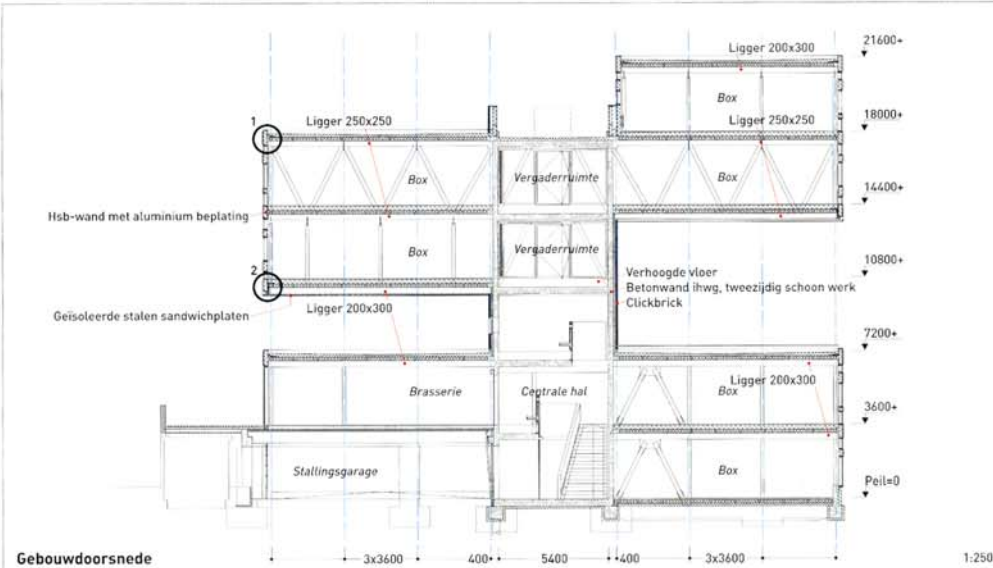 21600+
Ligger 200x300
Box
18000+
1
Ligger 250x250
Ligger 250x250
Box
Vergaderruimte
Box
14400+
Hsb-wand met aluminium beplating
Box
Vergaderruimte
10800+
2
Verhoogde vloer
Betonwand ihwg, tweezijdig schoon werk
Clickbrick
Geïsoleerde stalen sandwichplaten
Ligger 200x300
7200+
Ligger 200x300
Brasserie
Centrale hal
Box
3600+
Stallingsgarage
Box
Peil=0
Gebouwdoorsnede
3x3600
400
5400
400
3x3600
1:250